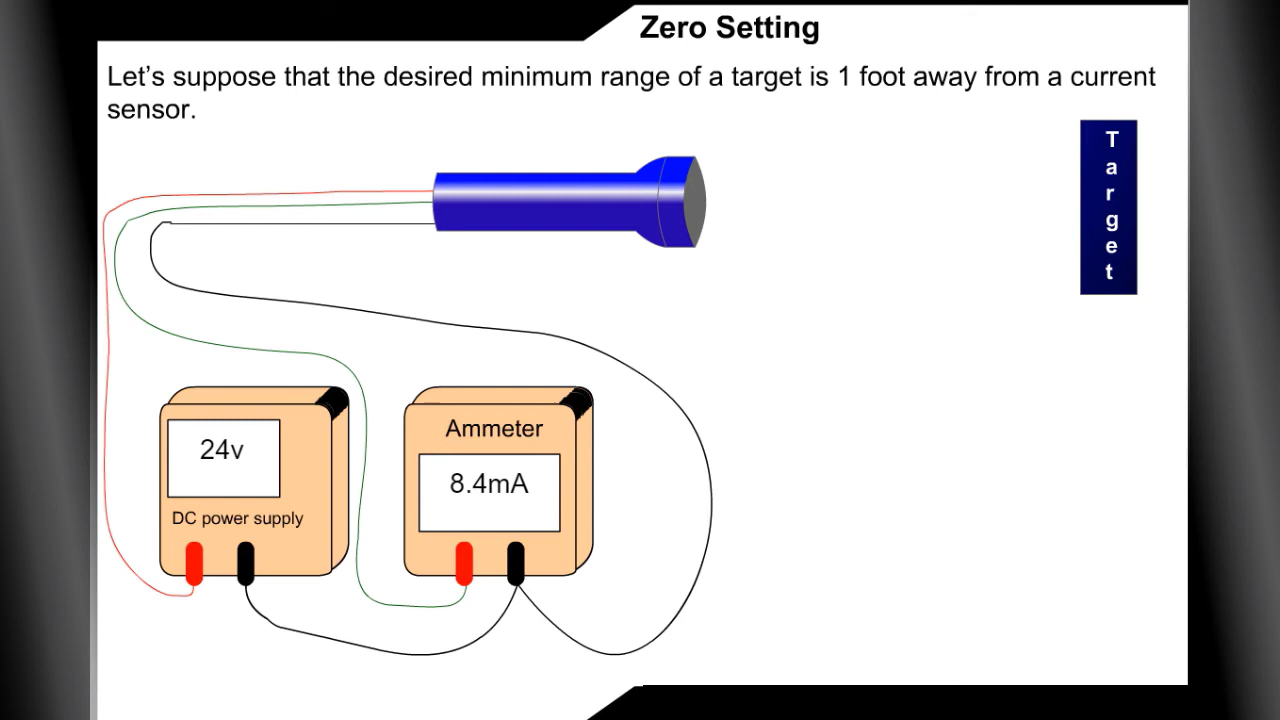 Zero Setting
Let's suppose that the desired minimum range of a target is 1 foot away from a current
sensor.
Target
24v
DC power supply
Ammeter
8.4mA